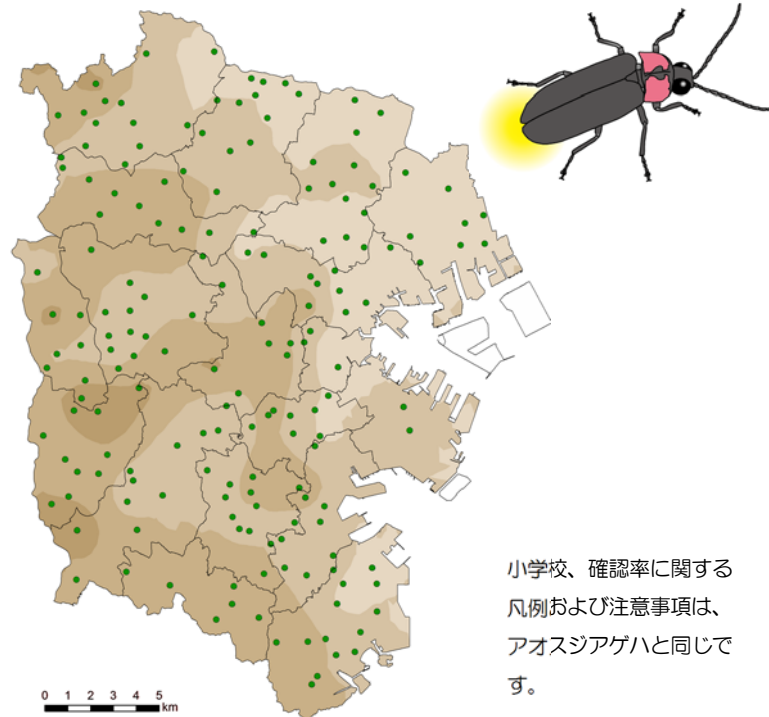 小学校、確認率に関する
凡例および注意事項は、
アオスジアゲハと同じで
す。
0 1 2 3 4 5
km